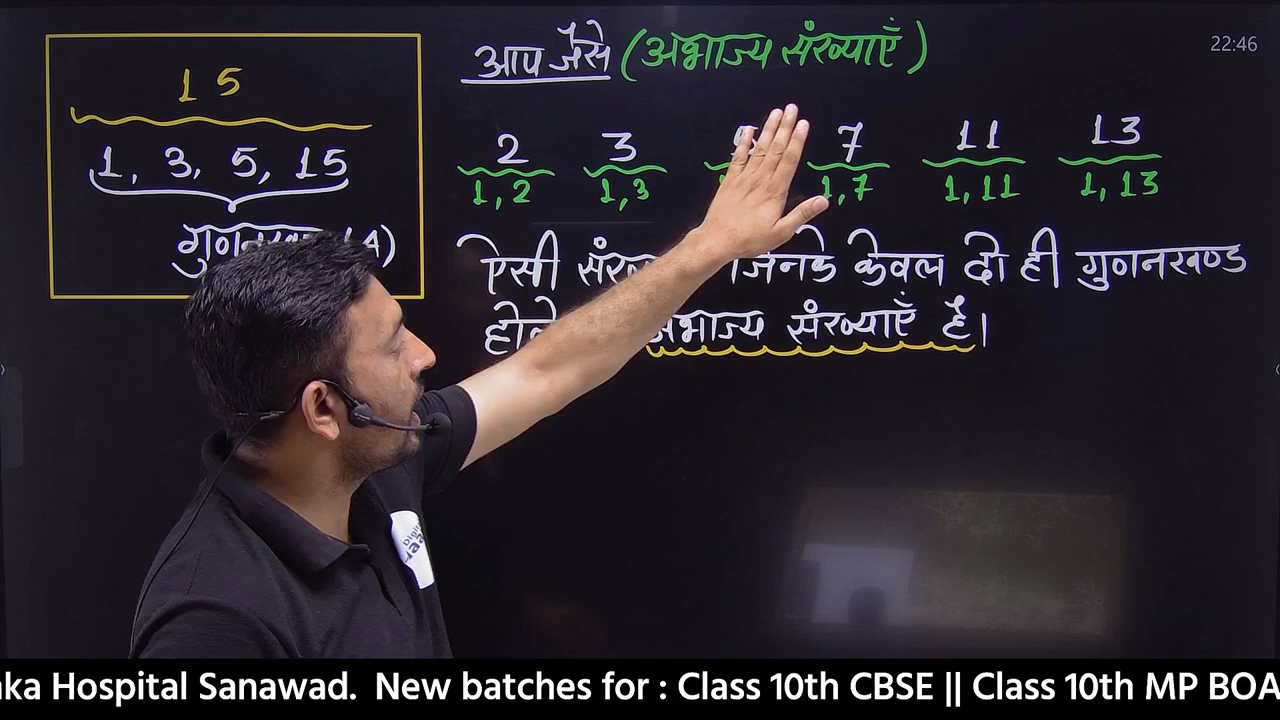 15
1, 3, 5, 15
(4)
आप जैसे (अभाज्य संख्याएँ)
22:46
2 3 7 11 13
1,2 1,3 1,7 1,11 1,13
ऐसी जिनके केवल दो ही गुणनखण्ड
अभाज्य संख्याएँ है।
Hospital Sanawad. New batches for : Class 10th CBSE || Class 10th MP BOA